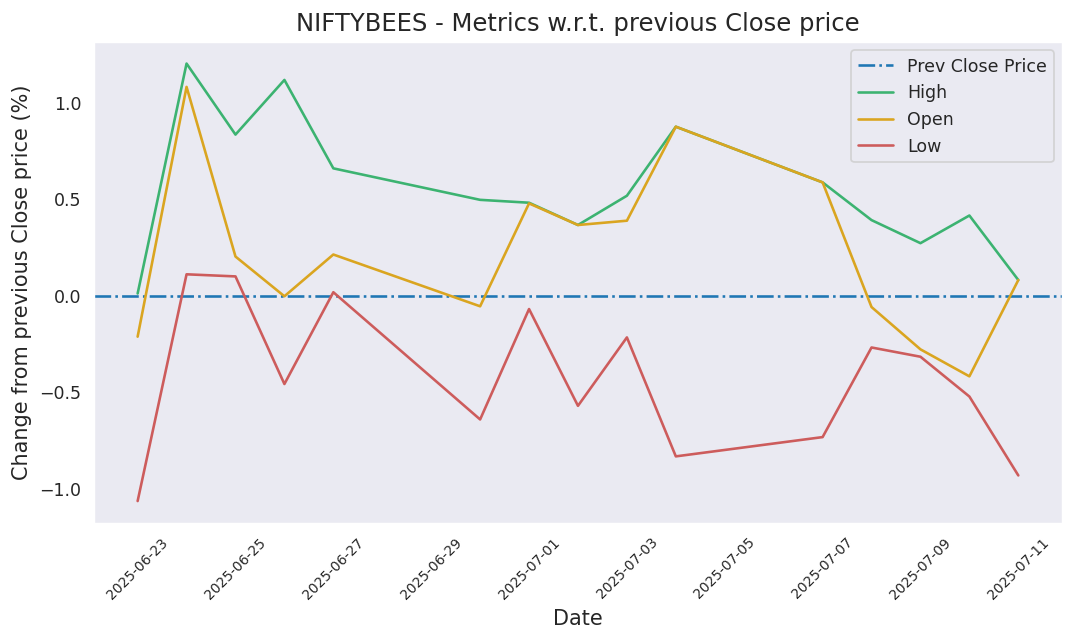 NIFTYBEES - Metrics w.r.t. previous Close price
Change from previous Close price (%)
1.0
0.5
0.0
−0.5
−1.0
Prev Close Price
High
Open
Low
2025-06-23
2025-06-25
2025-06-27
2025-06-29
2025-07-01
2025-07-03
2025-07-05
2025-07-07
2025-07-09
2025-07-11
Date